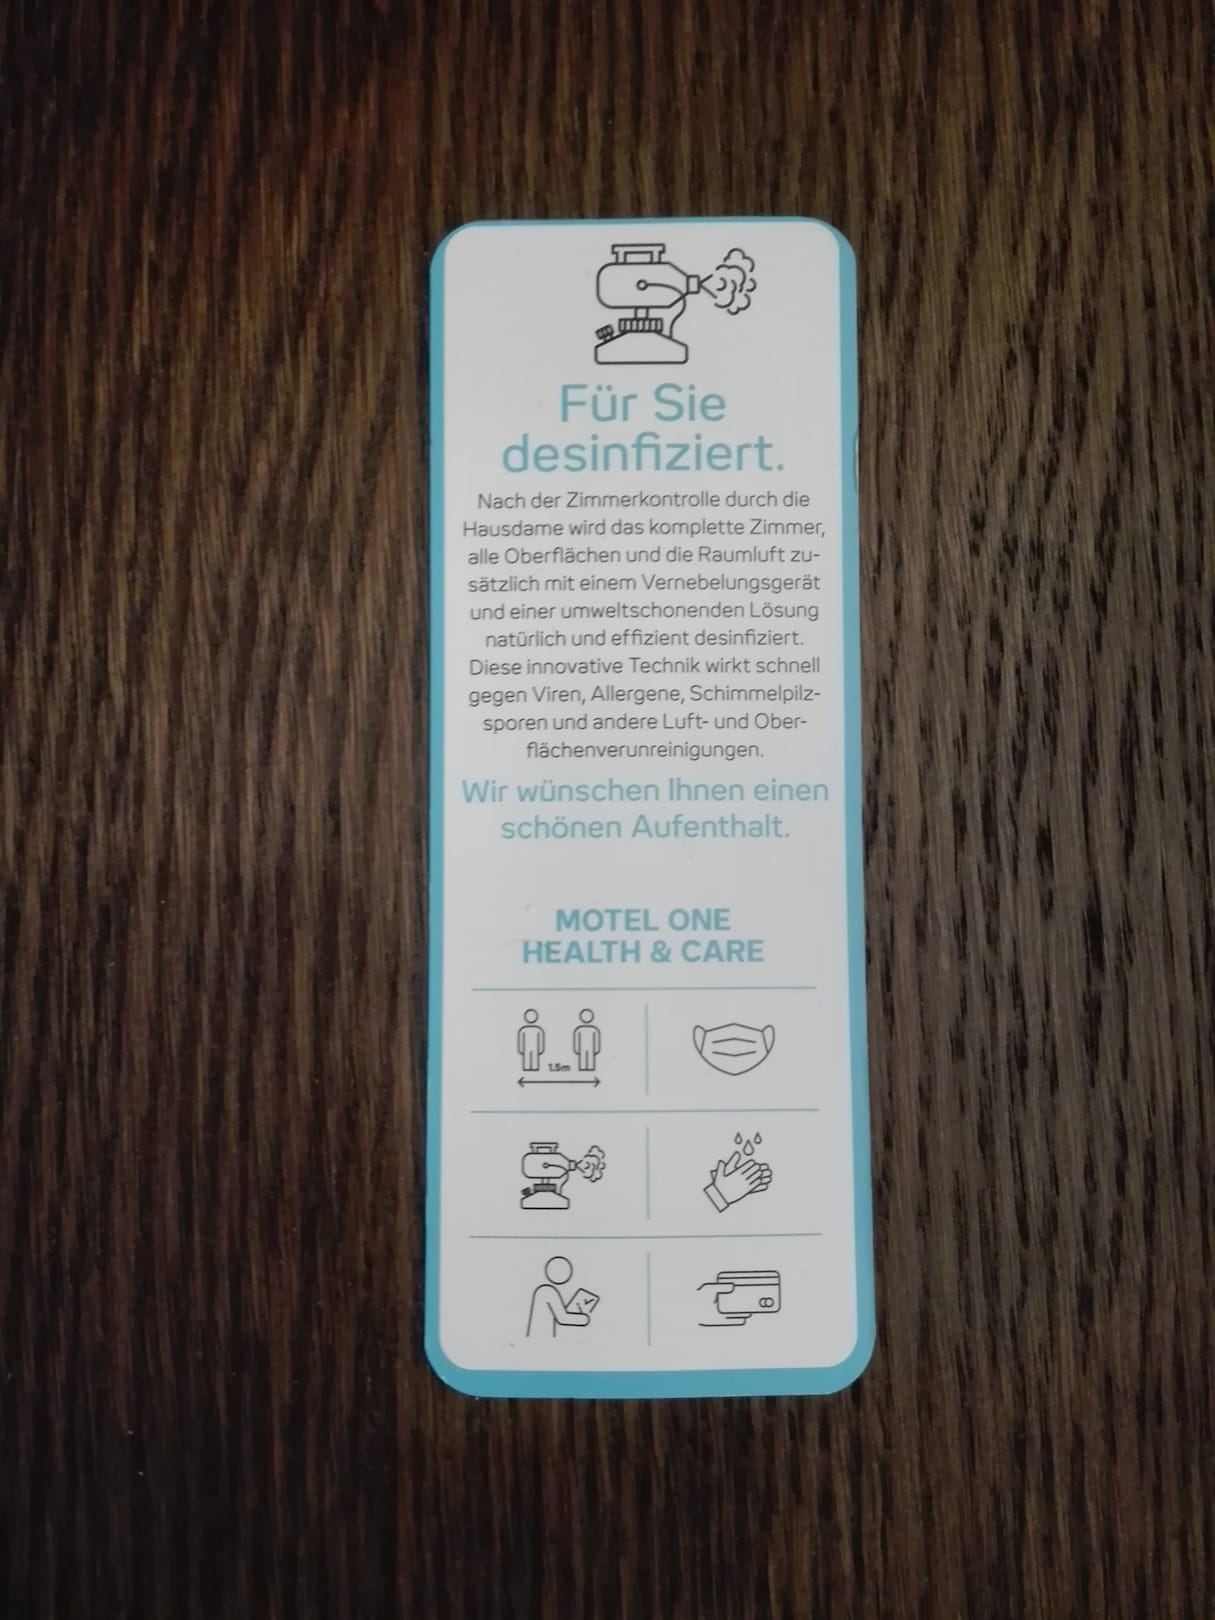 Für Sie
desinfiziert.
Nach der Zimmerkontrolle durch die
Hausdame wird das komplette Zimmer,
alle Oberflächen und die Raumluft zu-
sätzlich mit einem Vernebelungsgerät
und einer umweltschonenden Lösung
natürlich und effizient desinfiziert.
Diese innovative Technik wirkt schnell
gegen Viren, Allergene, Schimmelpilz-
sporen und andere Luft- und Ober-
flächenverunreinigungen.
Wir wünschen Ihnen einen
schönen Aufenthalt.
MOTEL ONE
HEALTH & CARE
1.5m